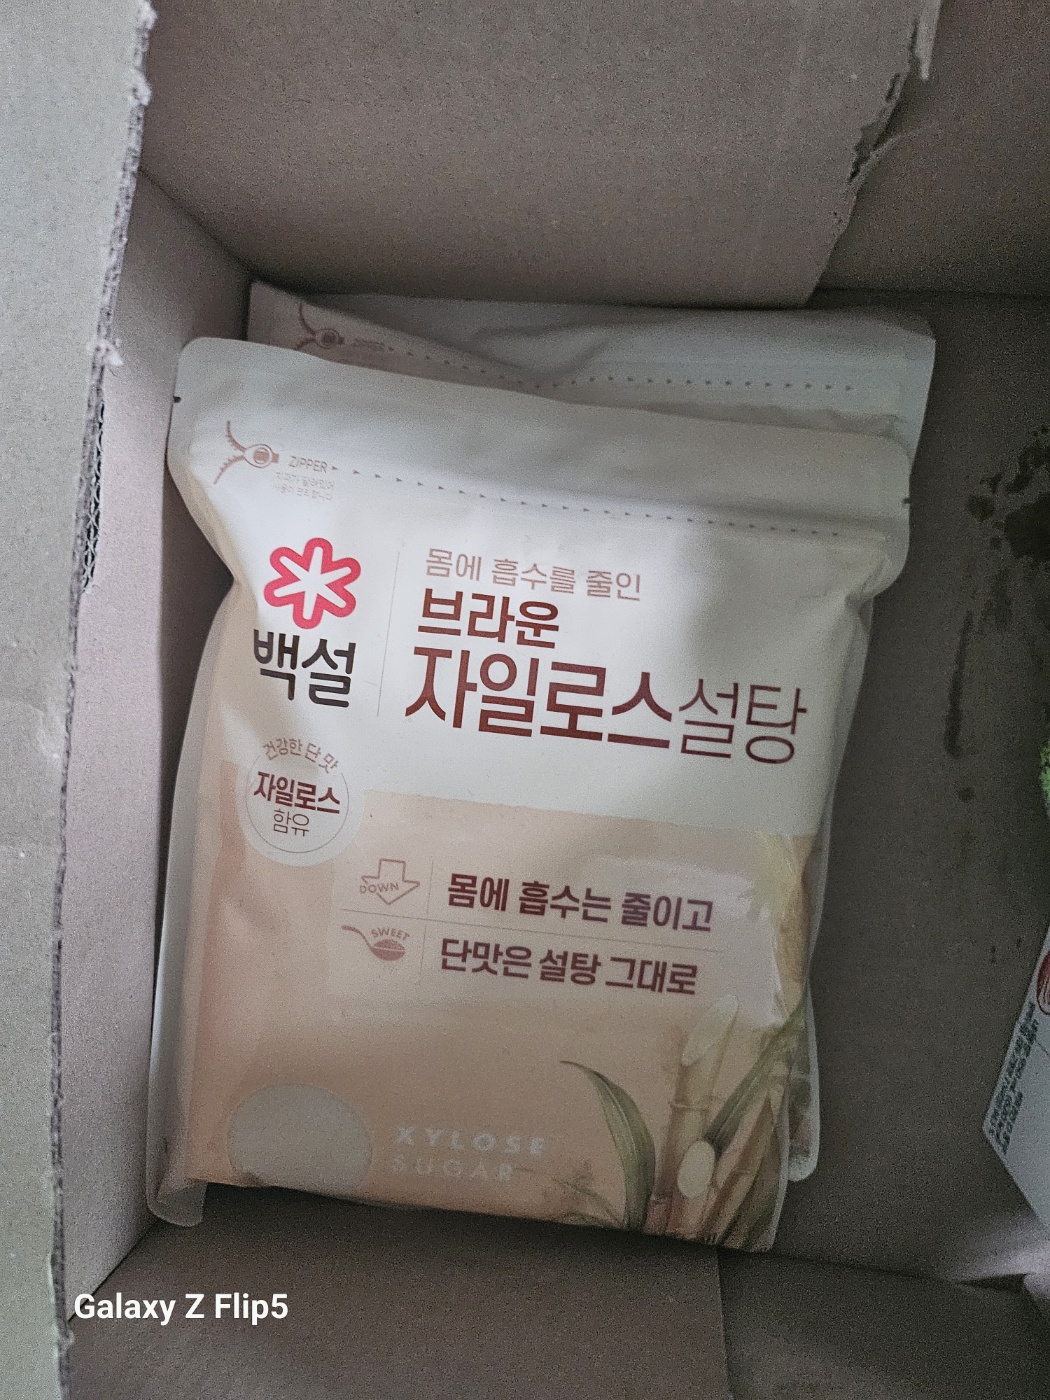 ZIPPER
몸에 흡수를 줄인
브라운
자일로스설탕
백설
건강한 단 맛
자일로스
함유
DOWN
몸에 흡수는 줄이고
SWEET
단맛은 설탕 그대로
XYLOSE
SUGAR
Galaxy Z Flip5